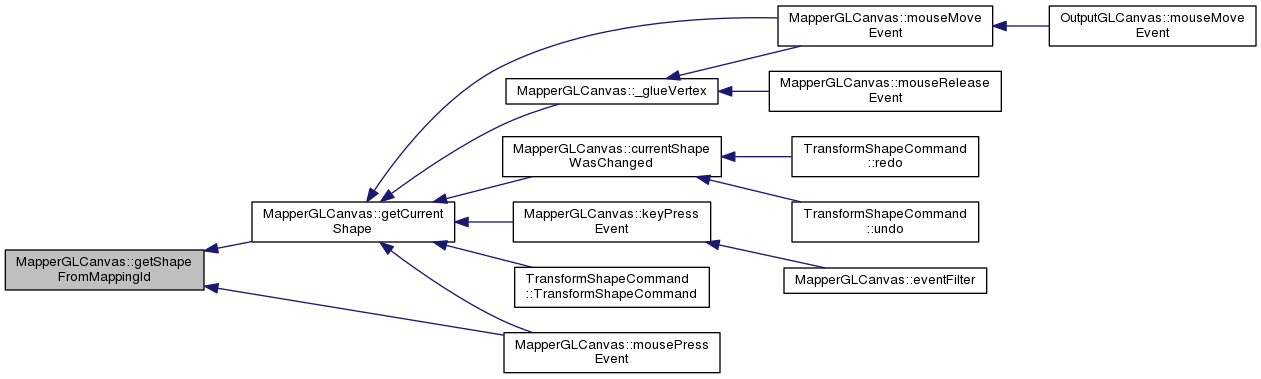 MapperGLCanvas::getShape
FromMappingId
MapperGLCanvas::getCurrent
Shape
MapperGLCanvas::mouseMove
Event
OutputGLCanvas::mouseMove
Event
MapperGLCanvas::_glueVertex
MapperGLCanvas::mouseRelease
Event
MapperGLCanvas::currentShape
WasChanged
TransformShapeCommand
::redo
TransformShapeCommand
::undo
MapperGLCanvas::keyPress
Event
MapperGLCanvas::eventFilter
TransformShapeCommand
::TransformShapeCommand
MapperGLCanvas::mousePress
Event